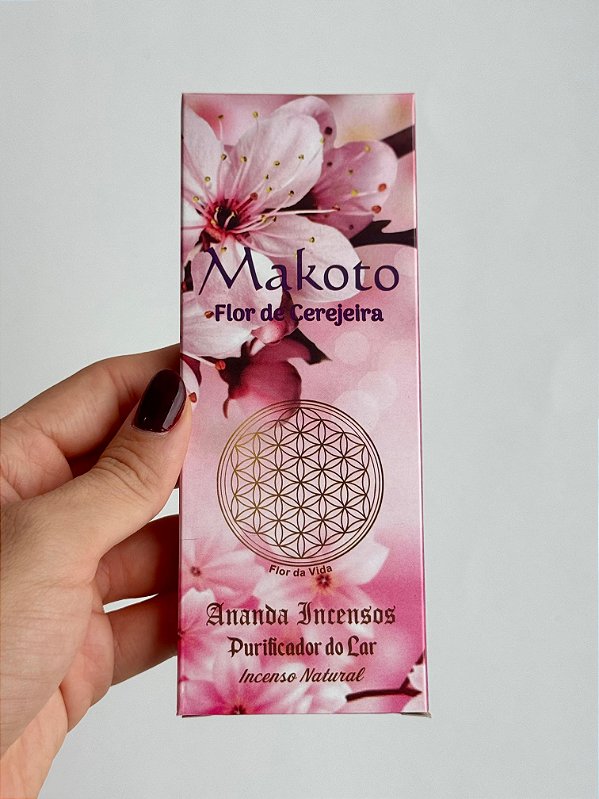 Makoto
Flor de Cerejeira
Flor da Vida
Ananda Incensos
Purificador do Lar
Incenso Natural